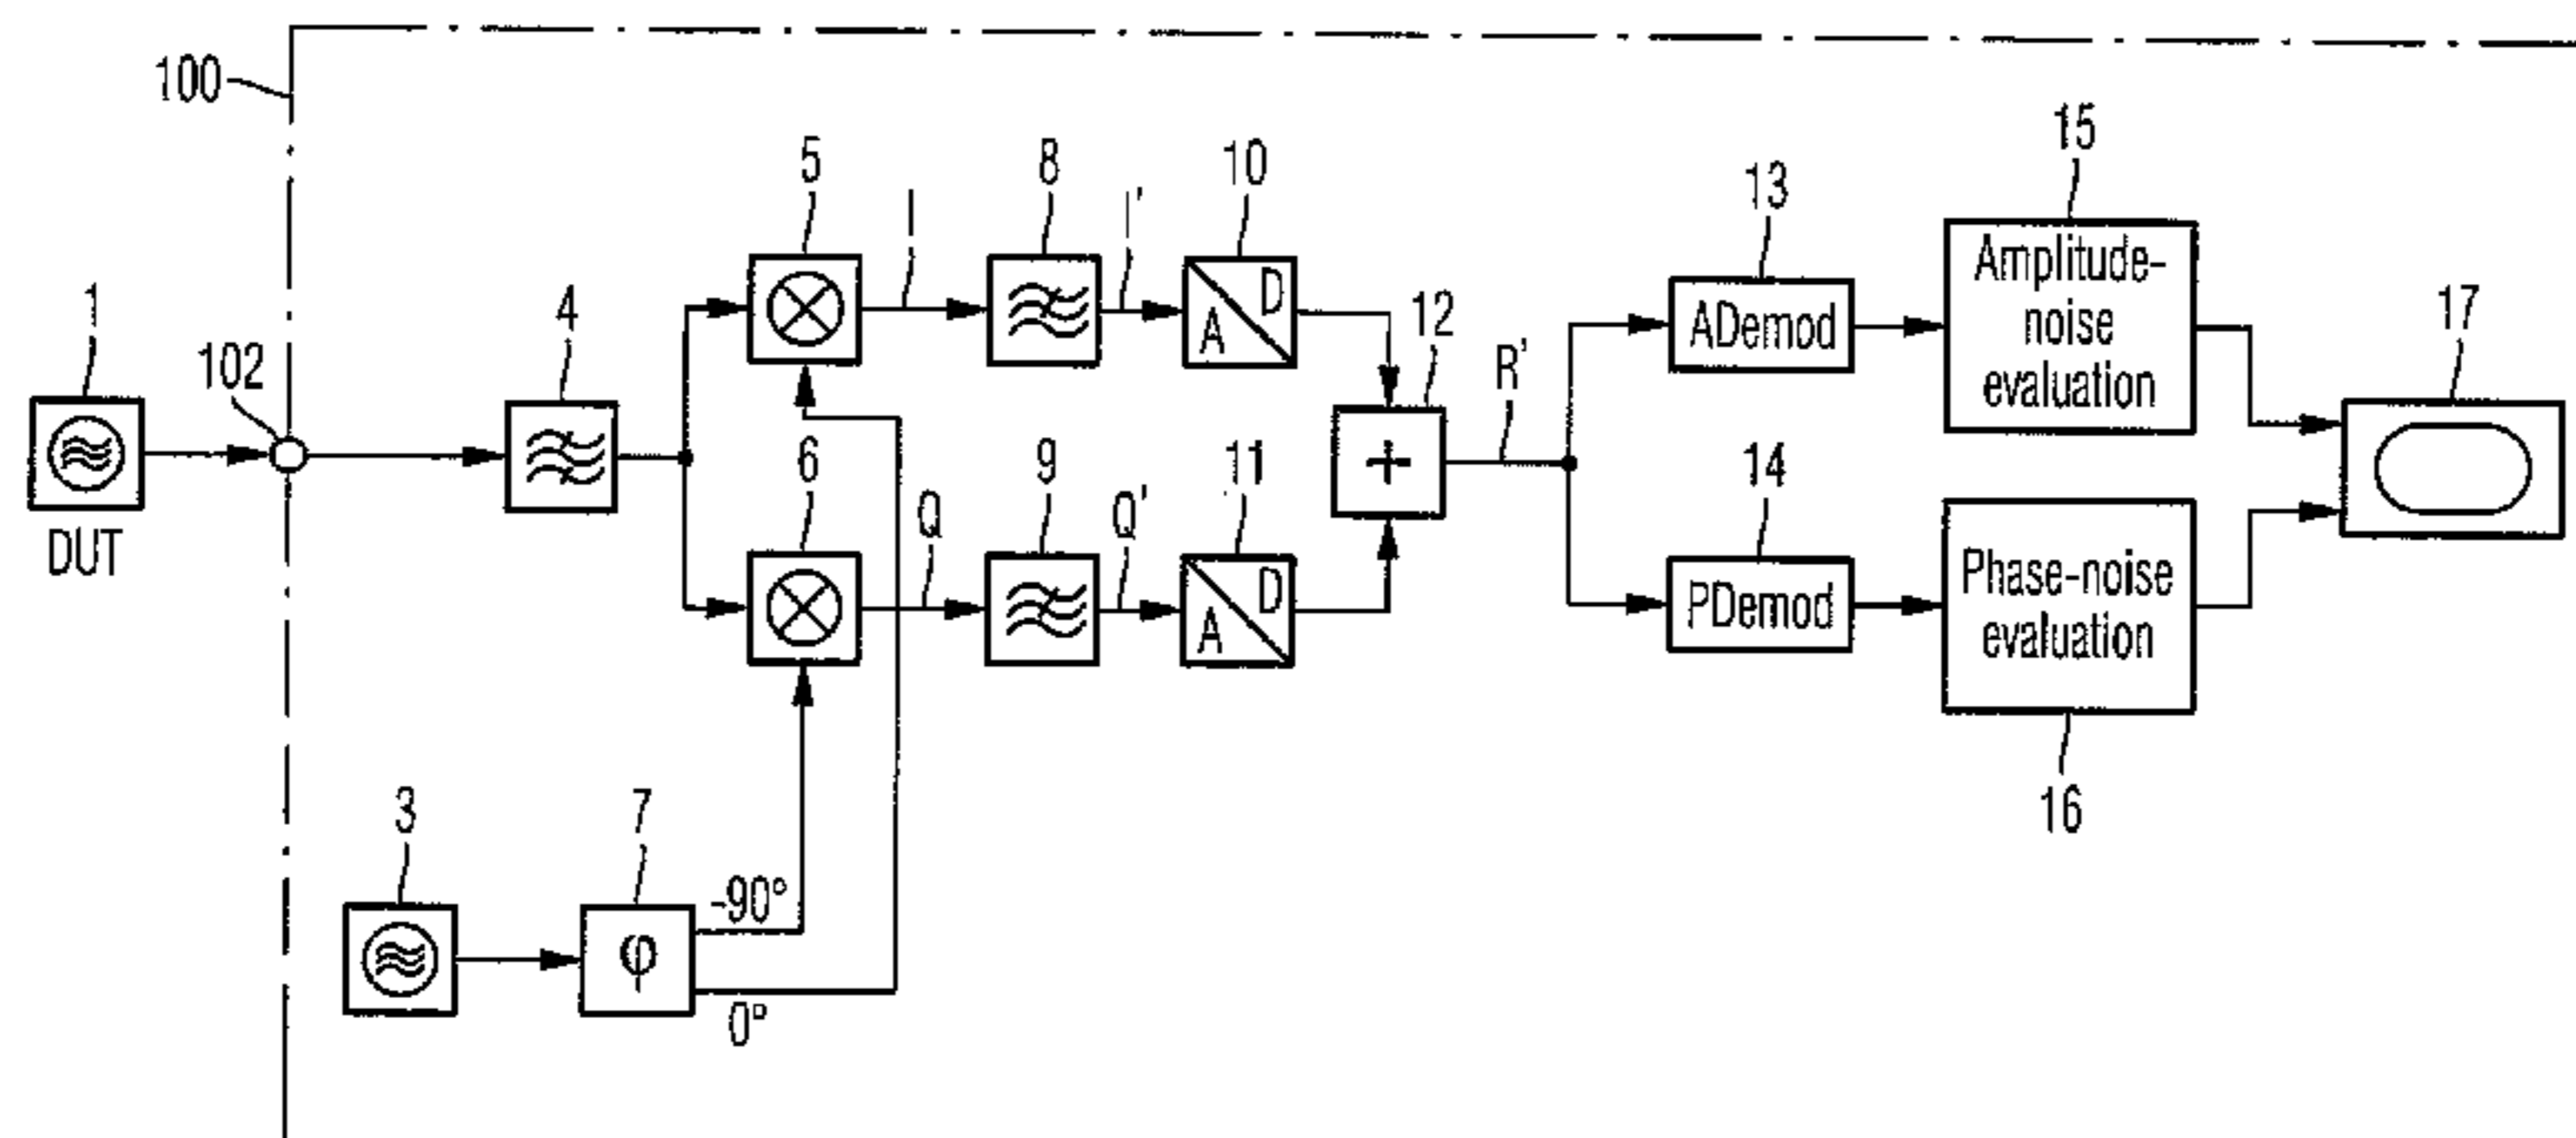 100
1
DUT
102
4
5
I
8
I'
10
D
A
6
Q
9
Q'
11
D
A
12
+
R'
13
ADemod
14
PDemod
15
Amplitude-
noise
evaluation
Phase-noise
evaluation
16
17
3
7
φ
-90°
0°